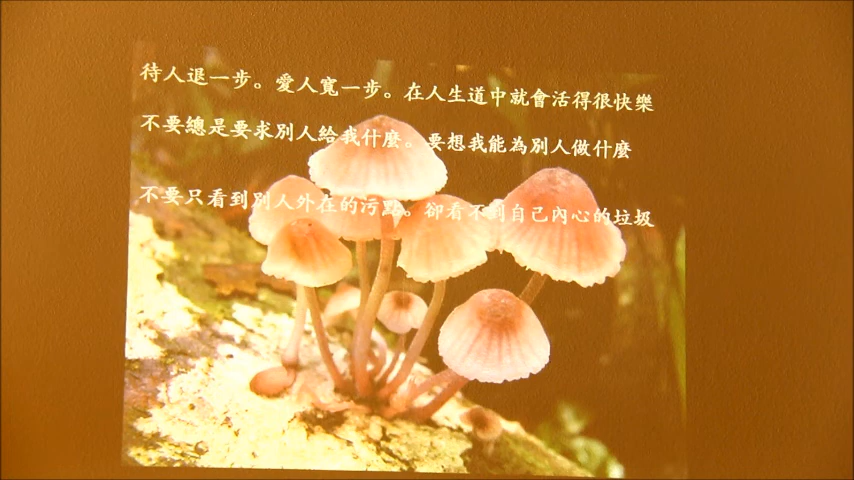 待人退一步。愛人寬一步。在人生道中就會活得很快樂
不要總是要求別人給我什麼。要想我能為別人做什麼
不要只看到別人外在的污點。卻看不到自己內心的垃圾